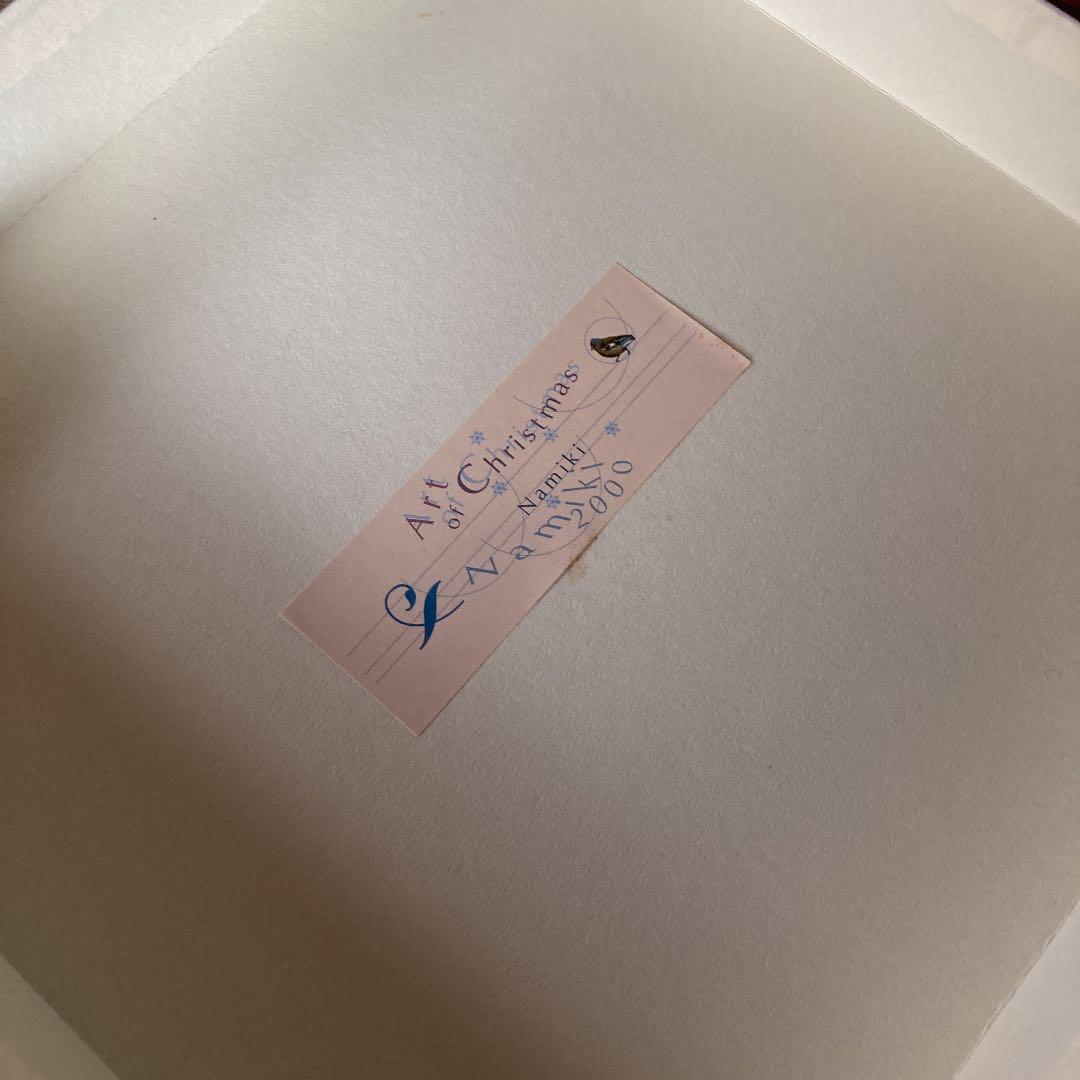 Art
of Christmas
Namiki
Namiki
2000